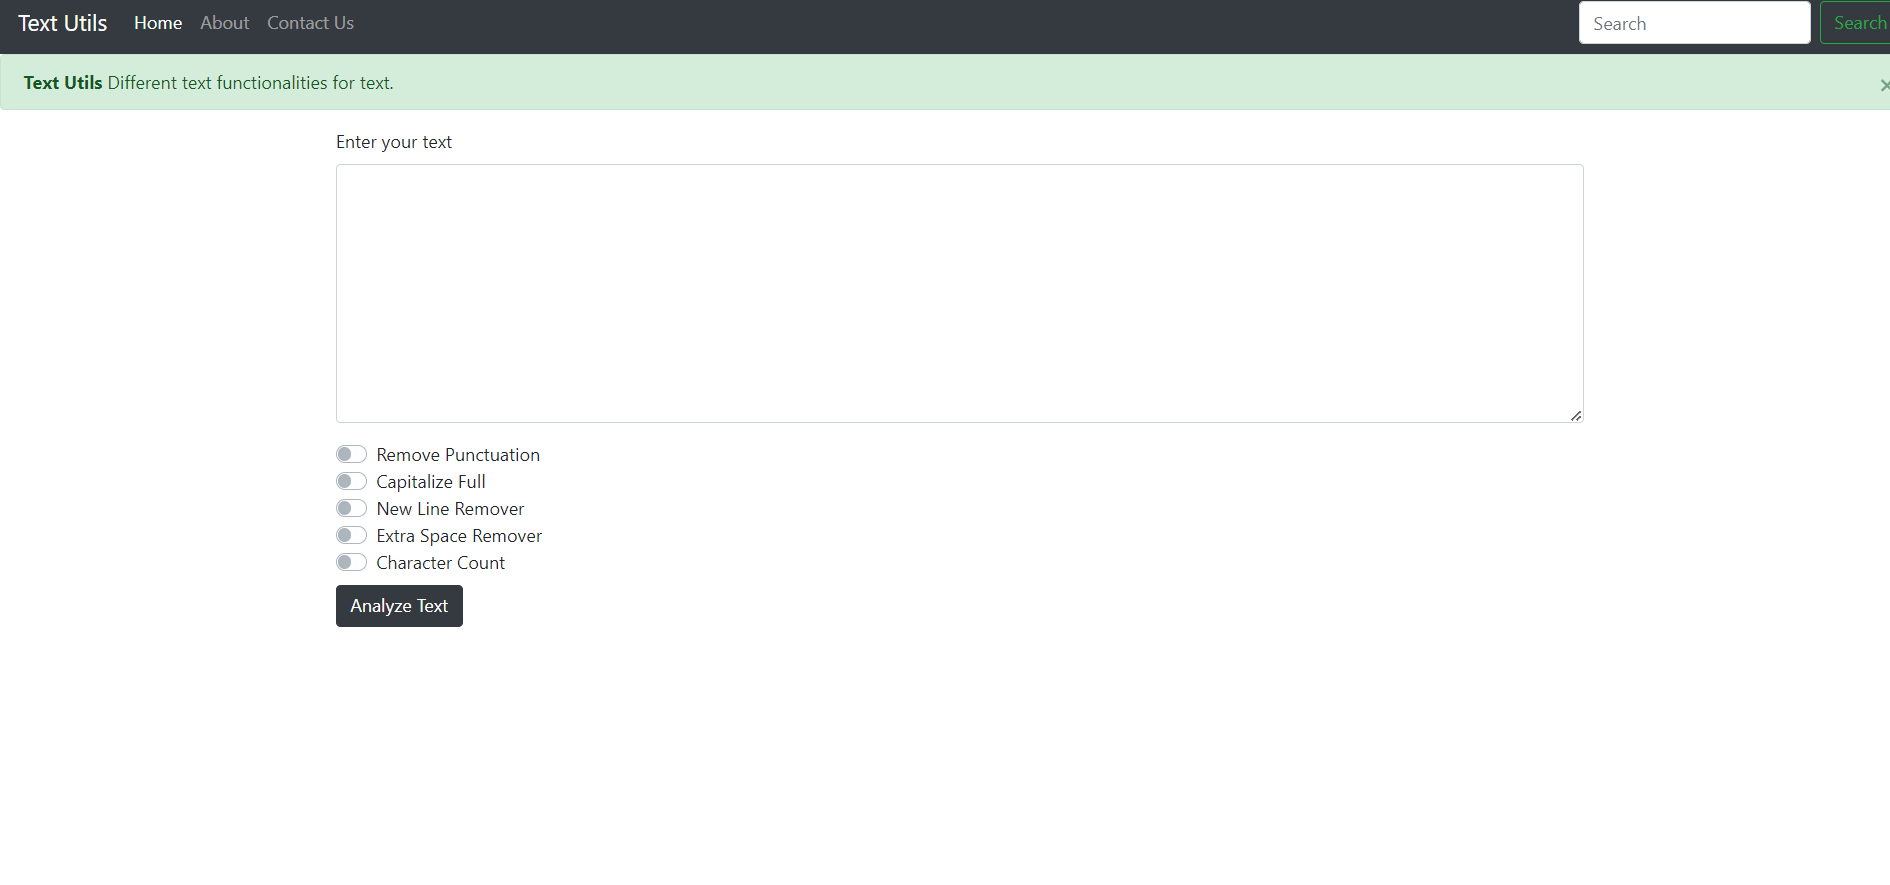 Text Utils Home About Contact Us Search Search
Text Utils Different text functionalities for text. ×
Enter your text
Remove Punctuation
Capitalize Full
New Line Remover
Extra Space Remover
Character Count
Analyze Text